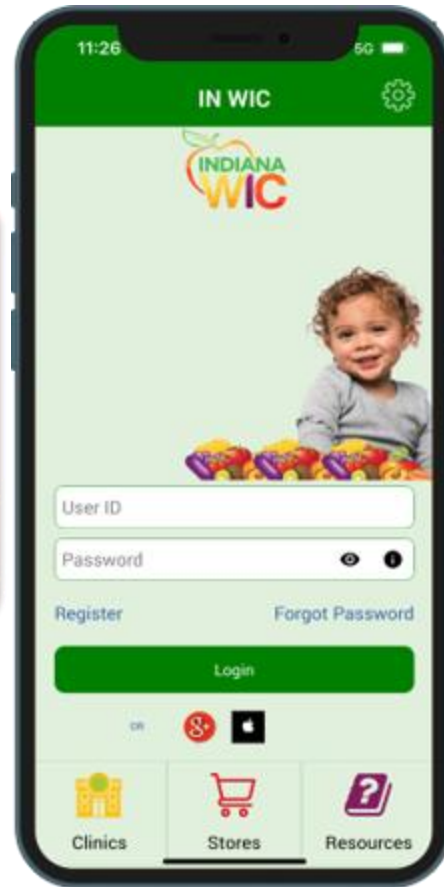 11:26 5G
IN WIC
INDIANA
WIC
User ID
Password
Register Forgot Password
Login
OR
Clinics Stores Resources